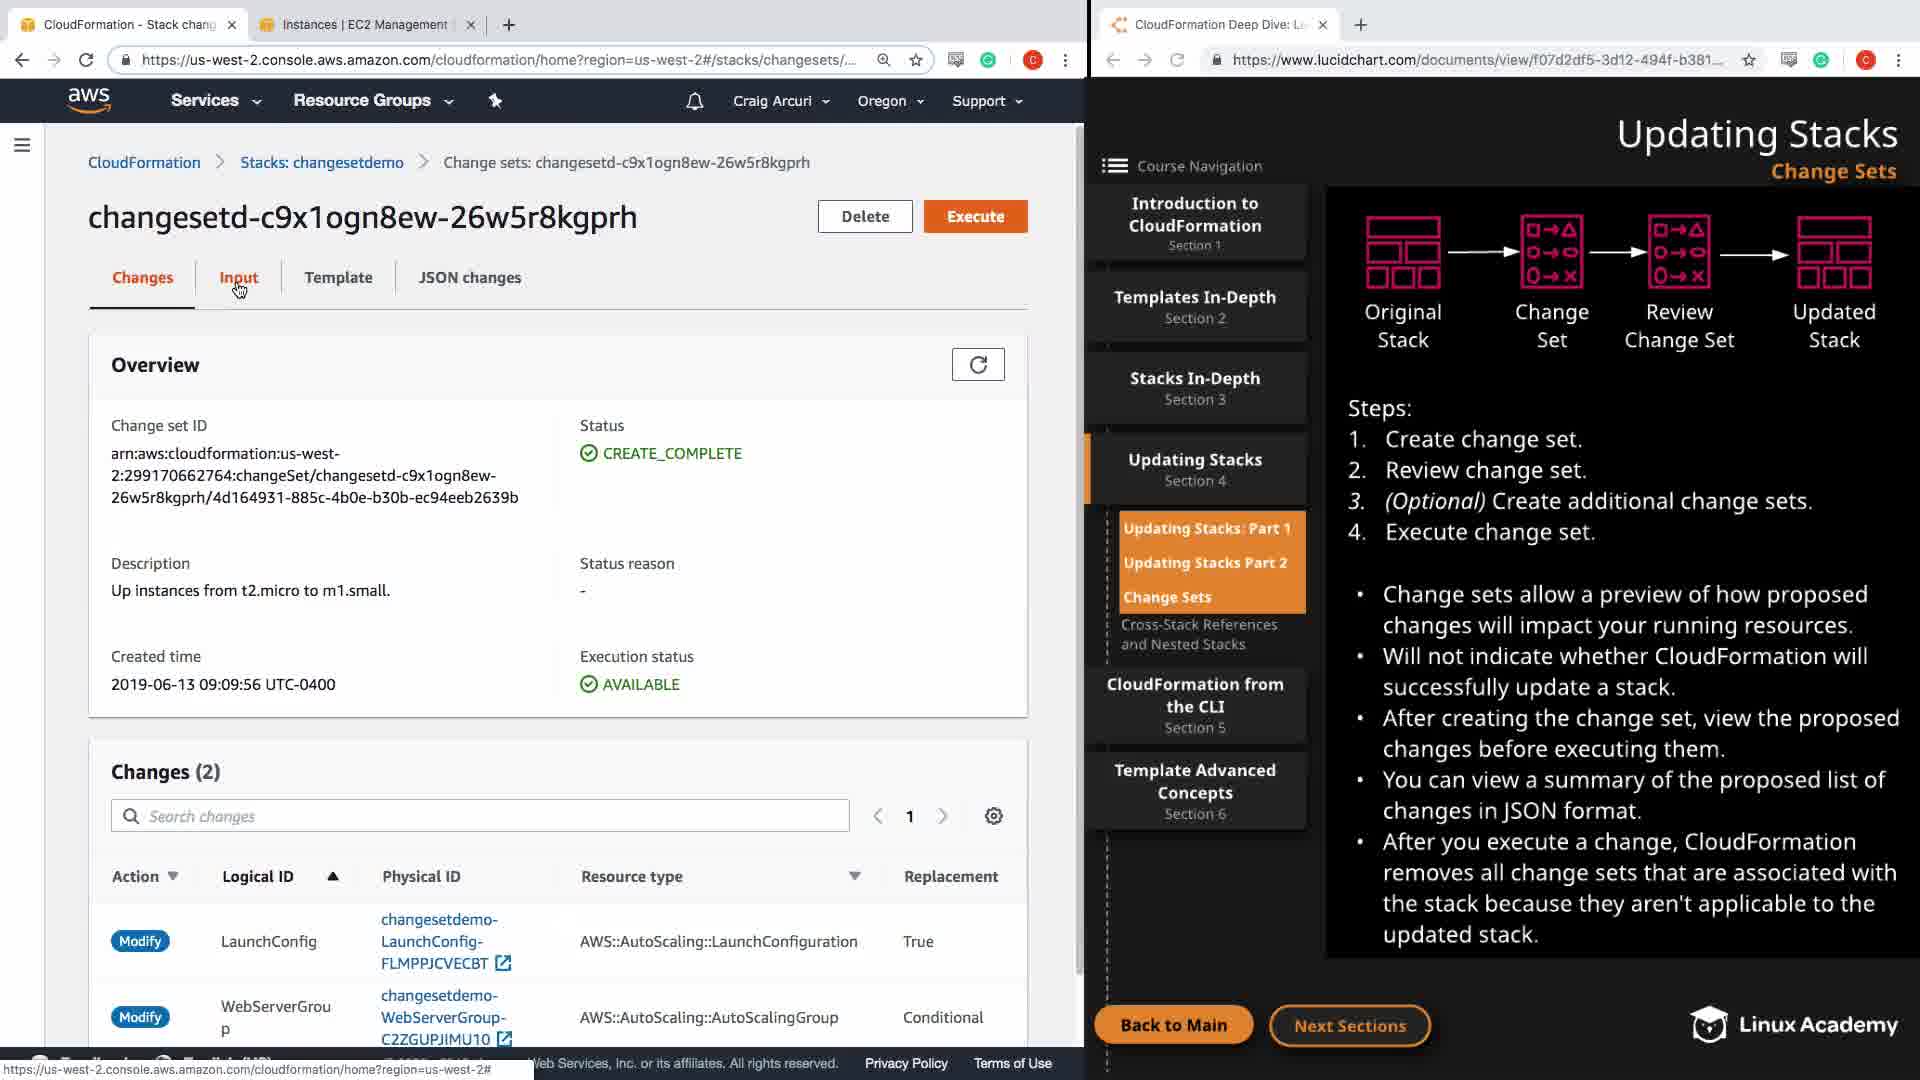 CloudFormation - Stack chang
Instances | EC2 Management
https://us-west-2.console.aws.amazon.com/cloudformation/home?region=us-west-2#/stacks/changesets/...
C
aws
Services
Resource Groups
Craig Arcuri
Oregon
Support
CloudFormation
Stacks: changesetdemo
Change sets: changesetd-c9x1ogn8ew-26w5r8kgprh
changesetd-c9x1ogn8ew-26w5r8kgprh
Delete
Execute
Changes
Input
Template
JSON changes
Overview
Change set ID
arn:aws:cloudformation:us-west-
2:299170662764:changeSet/changesetd-c9x1ogn8ew-
26w5r8kgprh/4d164931-885c-4b0e-b30b-ec94eeb2639b
Status
CREATE_COMPLETE
Description
Up instances from t2.micro to m1.small.
Status reason
-
Created time
2019-06-13 09:09:56 UTC-0400
Execution status
AVAILABLE
Changes (2)
Search changes
1
Action
Logical ID
Physical ID
Resource type
Replacement
Modify
LaunchConfig
changesetdemo-
LaunchConfig-
FLMPPJCVECBT
AWS::AutoScaling::LaunchConfiguration
True
Modify
WebServerGrou
p
changesetdemo-
WebServerGroup-
C2ZGUPJIMU10
AWS::AutoScaling::AutoScalingGroup
Conditional
Web Services, Inc. or its affiliates. All rights reserved.
Privacy Policy
Terms of Use
https://us-west-2.console.aws.amazon.com/cloudformation/home?region=us-west-2#
CloudFormation Deep Dive: Le
https://www.lucidchart.com/documents/view/f07d2df5-3d12-494f-b381...
C
Updating Stacks
Change Sets
Course Navigation
Introduction to
CloudFormation
Section 1
Templates In-Depth
Section 2
Stacks In-Depth
Section 3
Updating Stacks
Section 4
Updating Stacks: Part 1
Updating Stacks Part 2
Change Sets
Cross-Stack References
and Nested Stacks
CloudFormation from
the CLI
Section 5
Template Advanced
Concepts
Section 6
Original
Stack
Change
Set
Review
Change Set
Updated
Stack
Steps:
1. Create change set.
2. Review change set.
3. (Optional) Create additional change sets.
4. Execute change set.
• Change sets allow a preview of how proposed
changes will impact your running resources.
• Will not indicate whether CloudFormation will
successfully update a stack.
• After creating the change set, view the proposed
changes before executing them.
• You can view a summary of the proposed list of
changes in JSON format.
• After you execute a change, CloudFormation
removes all change sets that are associated with
the stack because they aren't applicable to the
updated stack.
Back to Main
Next Sections
Linux Academy